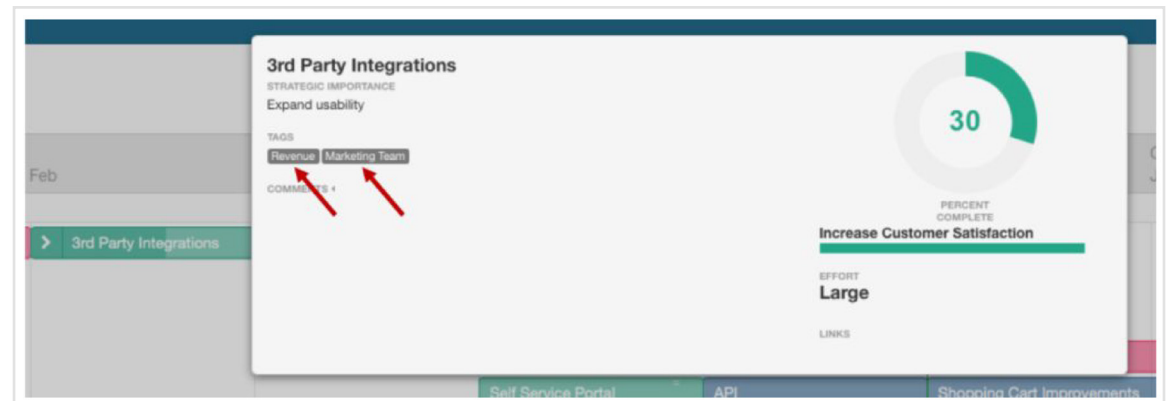 3rd Party Integrations
STRATEGIC IMPORTANCE
Expand usability
TAGS
Revenue Marketing Team
COMMENTS
30
PERCENT
COMPLETE
Increase Customer Satisfaction
EFFORT
Large
LINKS
Feb
3rd Party Integrations
Self Service Portal
API
Shopping Cart Improvements